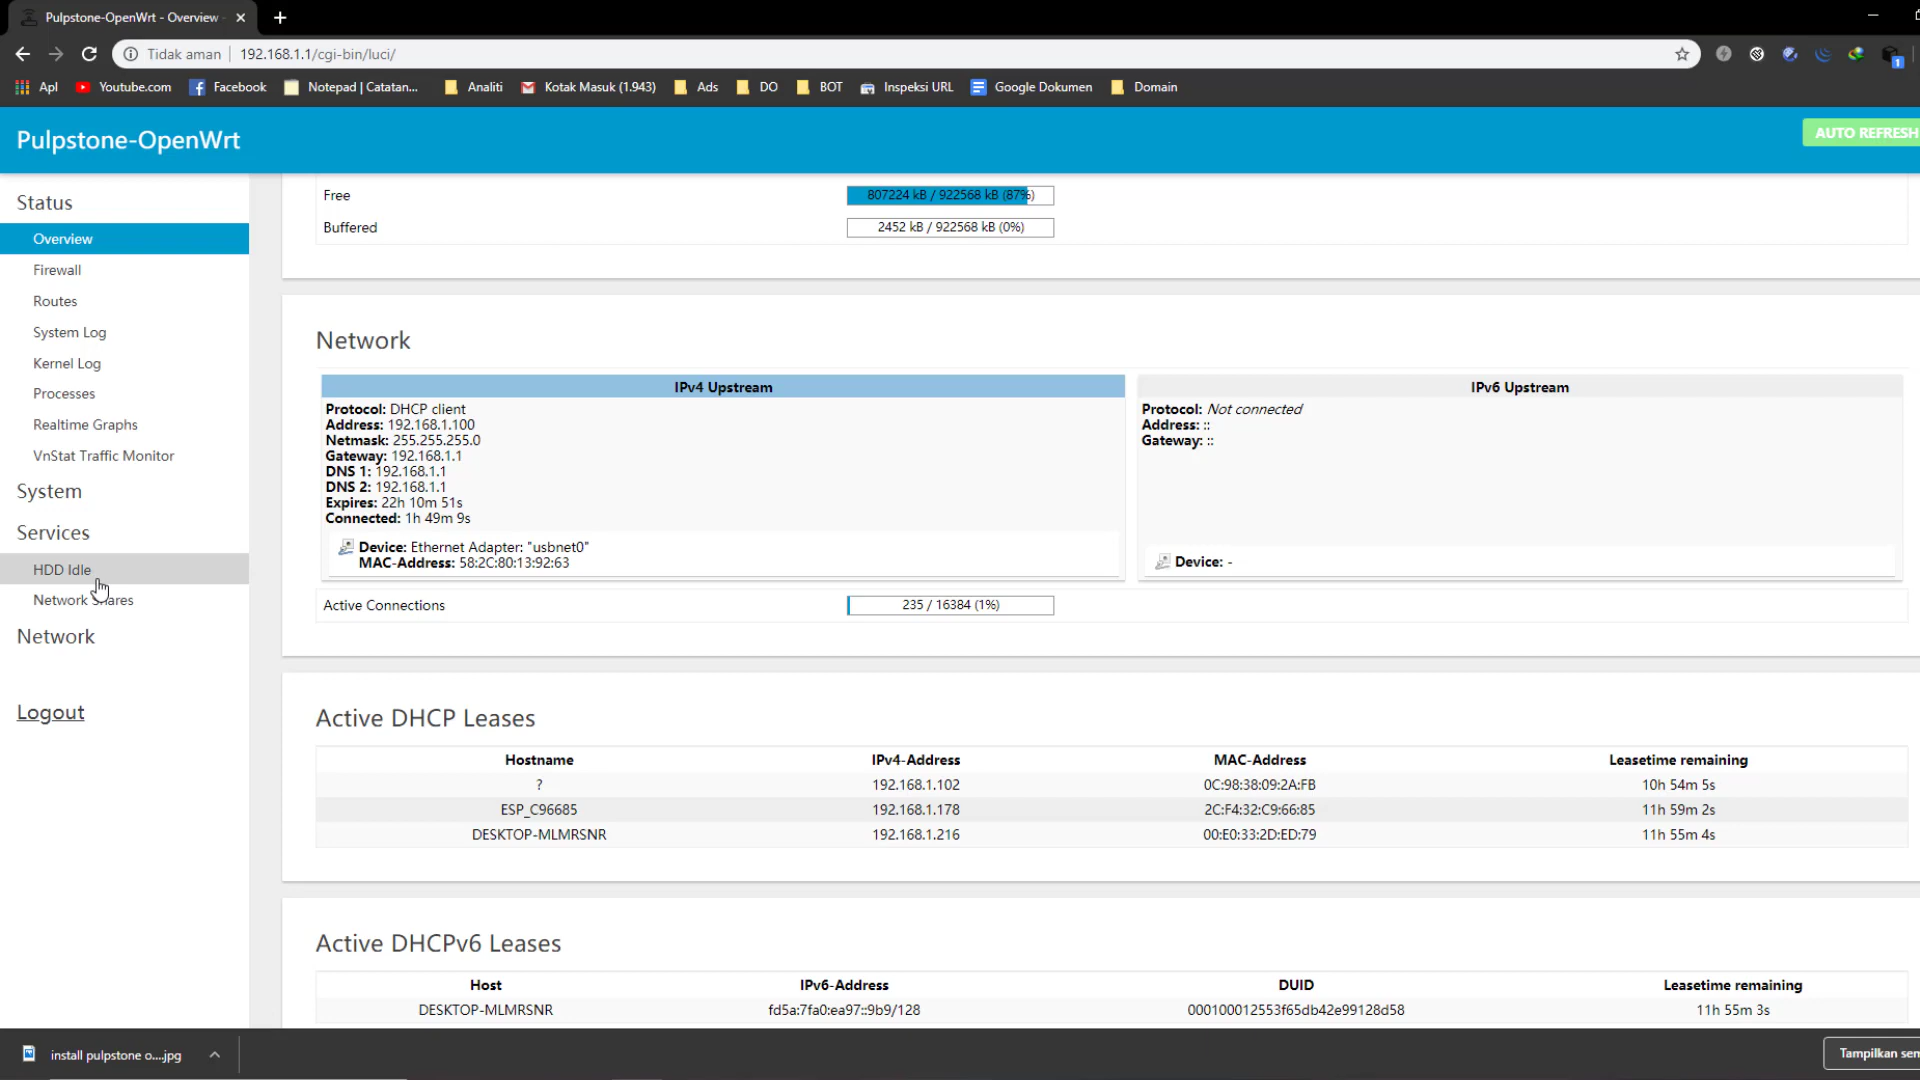 Pulpstone-OpenWrt - Overview -
Tidak aman
192.168.1.1/cgi-bin/luci/
1
Apl
Youtube.com
Facebook
Notepad | Catatan...
Analiti
Kotak Masuk (1.943)
Ads
DO
BOT
Inspeksi URL
Google Dokumen
Domain
Pulpstone-OpenWrt
AUTO REFRESH
Status
Overview
Firewall
Routes
System Log
Kernel Log
Processes
Realtime Graphs
VnStat Traffic Monitor
System
Services
HDD Idle
Network Shares
Network
Logout
Free
807224 kB / 922568 kB (87%)
Buffered
2452 kB / 922568 kB (0%)
Network
IPv4 Upstream
Protocol: DHCP client
Address: 192.168.1.100
Netmask: 255.255.255.0
Gateway: 192.168.1.1
DNS 1: 192.168.1.1
DNS 2: 192.168.1.1
Expires: 22h 10m 51s
Connected: 1h 49m 9s
Device: Ethernet Adapter: "usbnet0"
MAC-Address: 58:2C:80:13:92:63
IPv6 Upstream
Protocol: Not connected
Address: ::
Gateway: ::
Device: -
Active Connections
235 / 16384 (1%)
Active DHCP Leases
Hostname IPv4-Address MAC-Address Leasetime remaining
? 192.168.1.102 0C:98:38:09:2A:FB 10h 54m 5s
ESP_C96685 192.168.1.178 2C:F4:32:C9:66:85 11h 59m 2s
DESKTOP-MLMRSNR 192.168.1.216 00:E0:33:2D:ED:79 11h 55m 4s
Active DHCPv6 Leases
Host IPv6-Address DUID Leasetime remaining
DESKTOP-MLMRSNR fd5a:7fa0:ea97::9b9/128 000100012553f65db42e99128d58 11h 55m 3s
install pulpstone o....jpg
Tampilkan sem